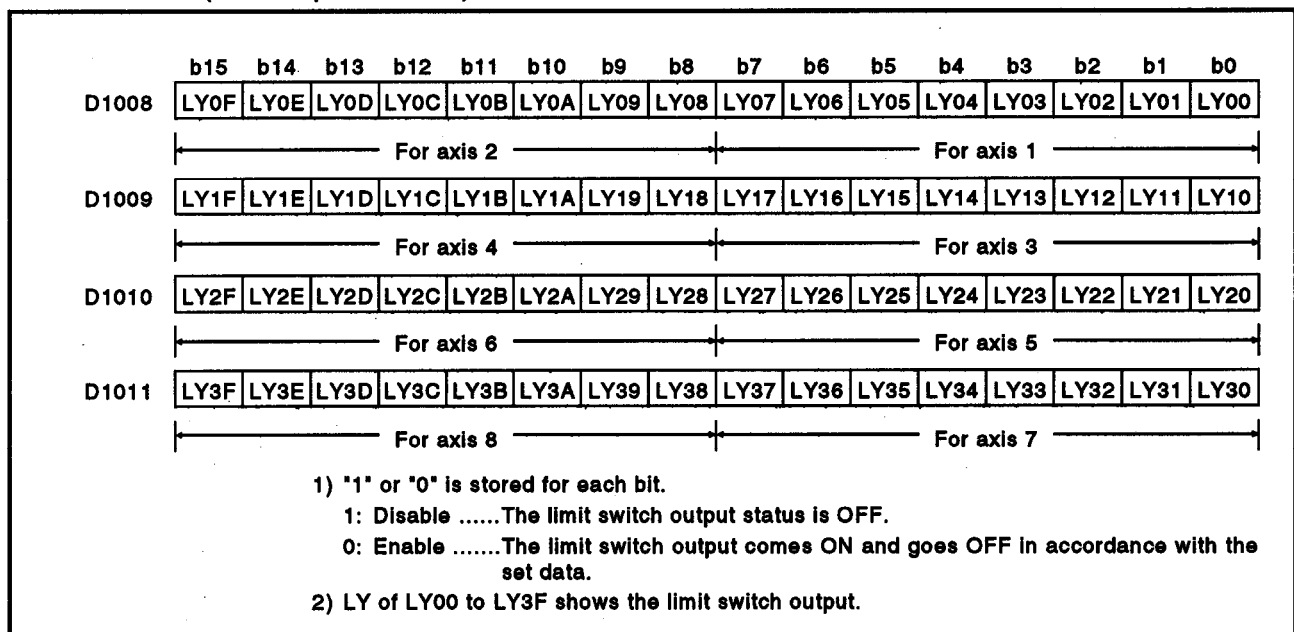 b15 b14 b13 b12 b11 b10 b9 b8 b7 b6 b5 b4 b3 b2 b1 b0
D1008 LY0F LY0E LY0D LY0C LY0B LY0A LY09 LY08 LY07 LY06 LY05 LY04 LY03 LY02 LY01 LY00
For axis 2 For axis 1
D1009 LY1F LY1E LY1D LY1C LY1B LY1A LY19 LY18 LY17 LY16 LY15 LY14 LY13 LY12 LY11 LY10
For axis 4 For axis 3
D1010 LY2F LY2E LY2D LY2C LY2B LY2A LY29 LY28 LY27 LY26 LY25 LY24 LY23 LY22 LY21 LY20
For axis 6 For axis 5
D1011 LY3F LY3E LY3D LY3C LY3B LY3A LY39 LY38 LY37 LY36 LY35 LY34 LY33 LY32 LY31 LY30
For axis 8 For axis 7
1) "1" or "0" is stored for each bit.
1: Disable ......The limit switch output status is OFF.
0: Enable .......The limit switch output comes ON and goes OFF in accordance with the
set data.
2) LY of LY00 to LY3F shows the limit switch output.